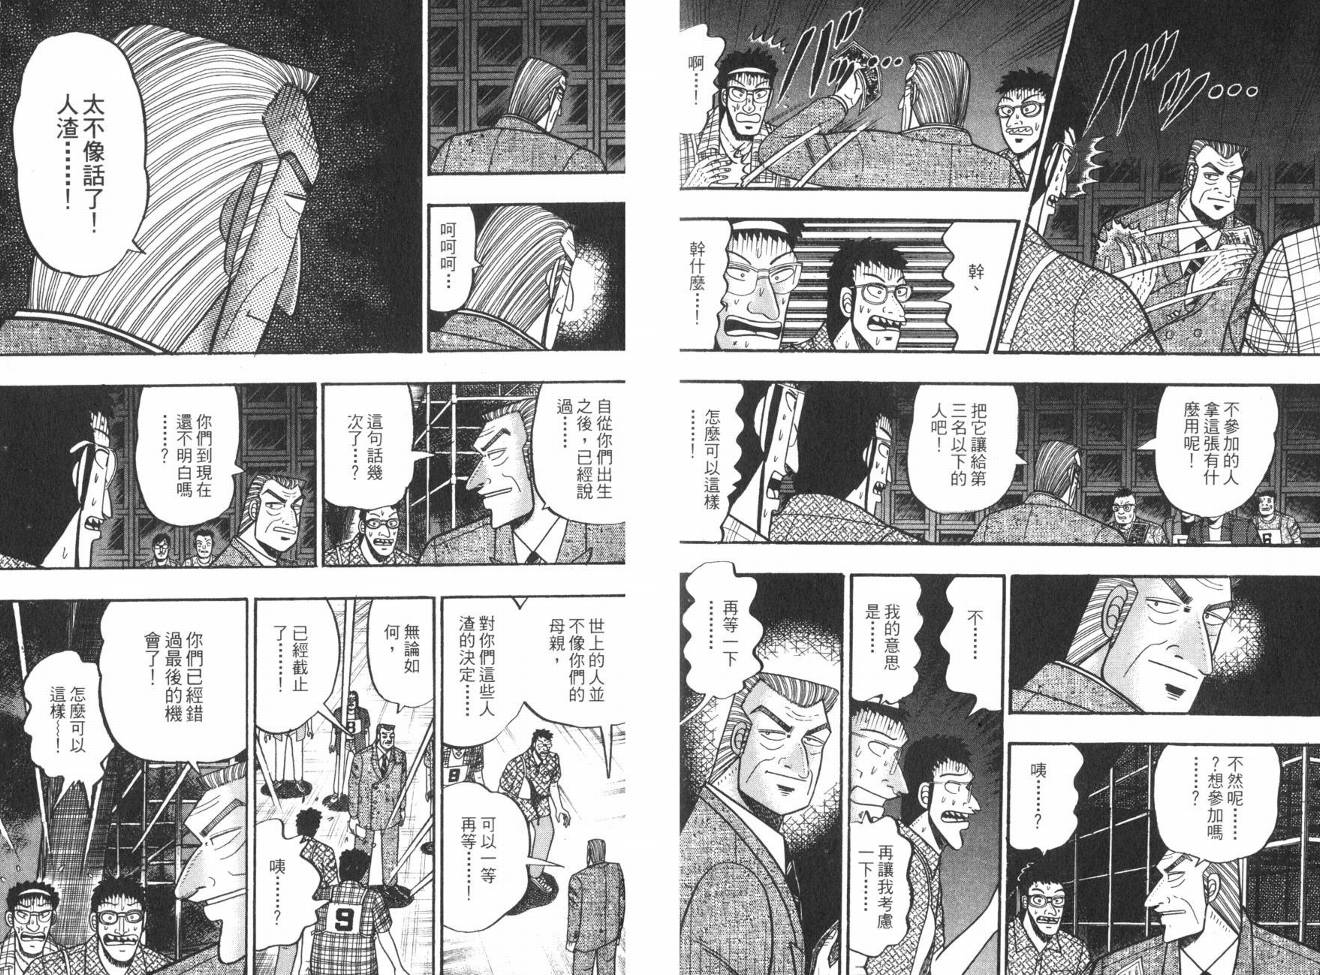 啊…！
幹、
幹什麼…！
不參加的人
拿這張有什
麼用呢！
把它讓給第
三名以下的
人吧！
怎麼可以這樣
……！
不然呢……
？想參加嗎
……？
咦……？
不…
我的意思
是……
再讓我考慮
一下……
再等一下
……
呵呵呵…
太不像話了！
人渣……！
自從你們出生
之後，已經說
過……
這句話幾
次了…？
你們到現在
還不明白嗎
……？
世上的人並
不像你們的
母親，
對你們這些人
渣的決定……
可以一等
再等……！
無論如
何，
已經截止
了……！
9
8
咦……？
9
你們已經錯
過最後的機
會了！
怎麼可以
這樣~！